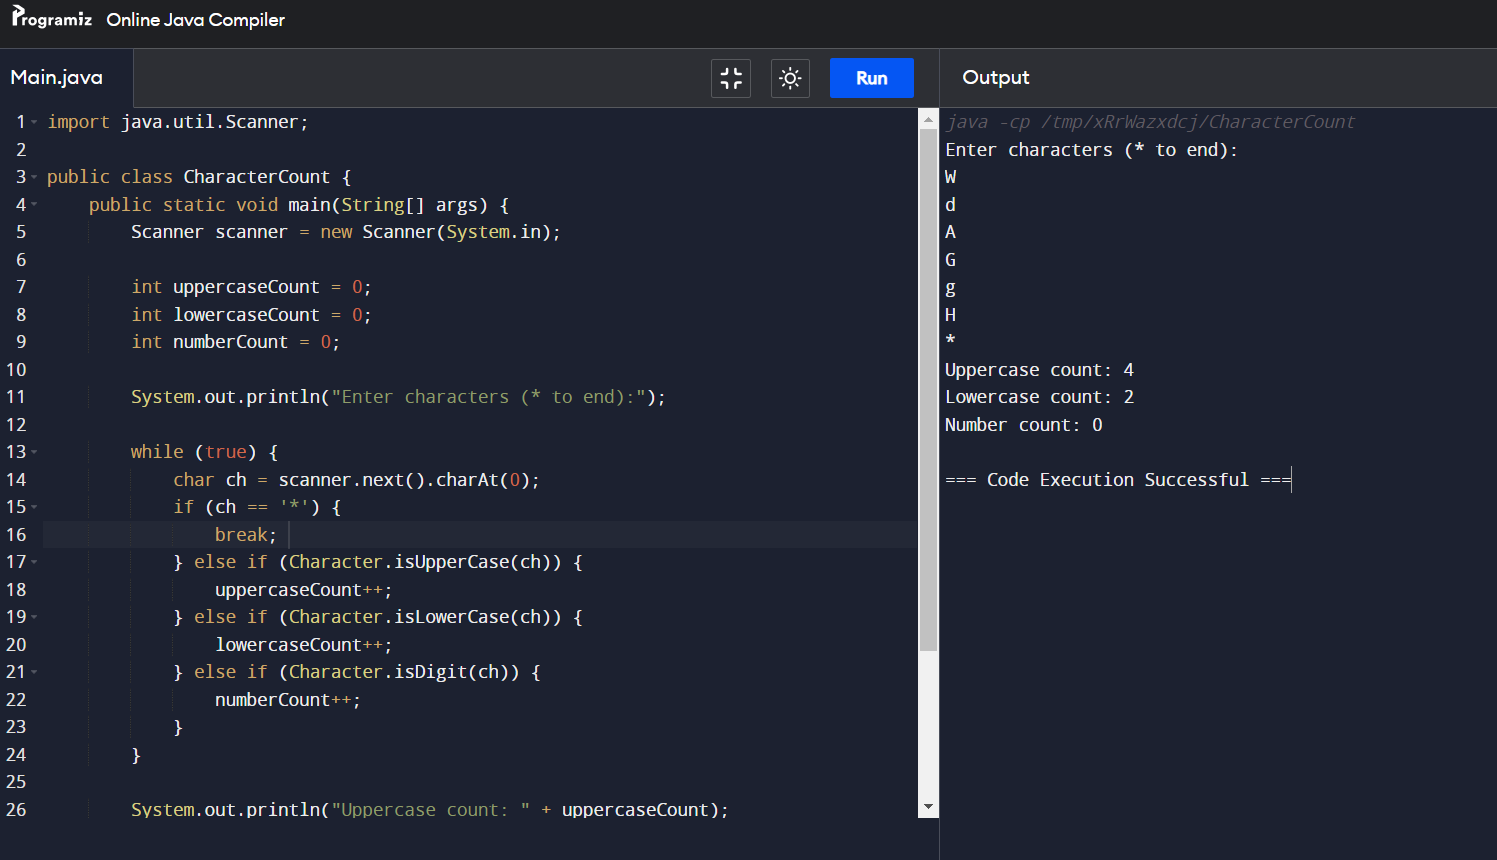 Programiz Online Java Compiler
Main.java
Run
Output
1 import java.util.Scanner;
2
3 public class CharacterCount {
4     public static void main(String[] args) {
5         Scanner scanner = new Scanner(System.in);
6
7         int uppercaseCount = 0;
8         int lowercaseCount = 0;
9         int numberCount = 0;
10
11         System.out.println("Enter characters (* to end):");
12
13         while (true) {
14             char ch = scanner.next().charAt(0);
15             if (ch == '*') {
16                 break;
17             } else if (Character.isUpperCase(ch)) {
18                 uppercaseCount++;
19             } else if (Character.isLowerCase(ch)) {
20                 lowercaseCount++;
21             } else if (Character.isDigit(ch)) {
22                 numberCount++;
23             }
24         }
25
26         System.out.println("Uppercase count: " + uppercaseCount);
java -cp /tmp/xRrWazxdcj/CharacterCount
Enter characters (* to end):
W
d
A
G
g
H
*
Uppercase count: 4
Lowercase count: 2
Number count: 0
=== Code Execution Successful ===